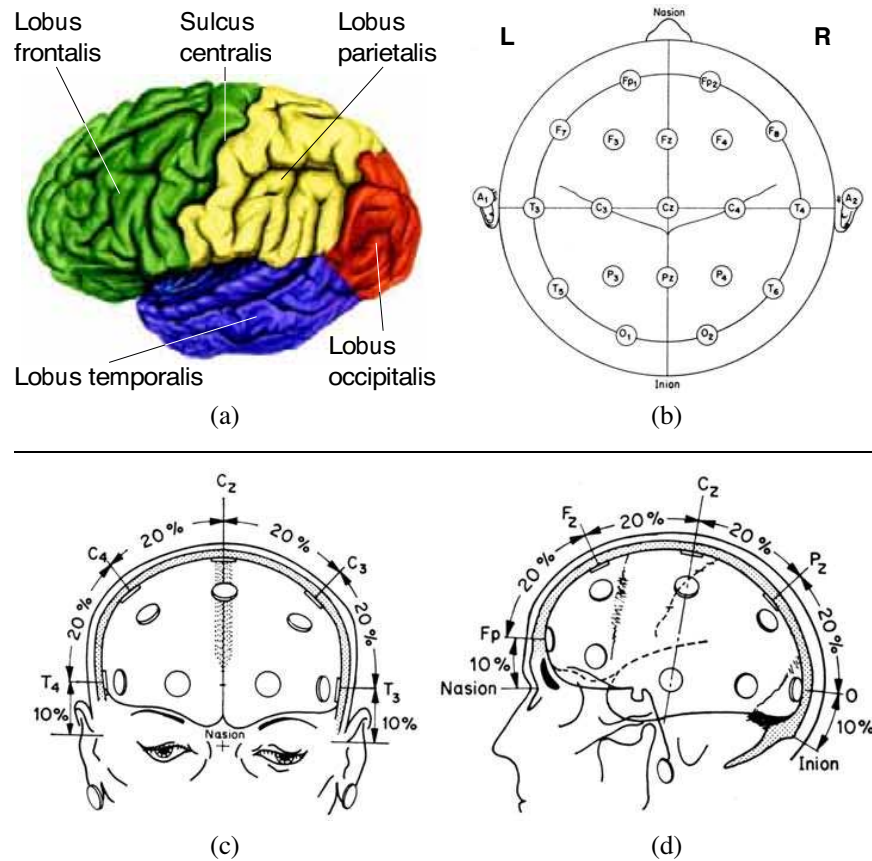 Lobus
frontalis
Sulcus
centralis
Lobus
parietalis
Lobus temporalis
Lobus
occipitalis
(a)
Nasion
L
R
Fp1
Fp2
F7
F3
Fz
F4
F8
A1
T3
C3
Cz
C4
T4
A2
T5
P3
Pz
P4
T6
O1
O2
Inion
(b)
Cz
20%
20%
C4
C3
20%
20%
T4
T3
10%
10%
Nasion
(c)
Cz
Fz
20%
20%
Pz
20%
20%
Fp
10%
Nasion
O
10%
Inion
(d)